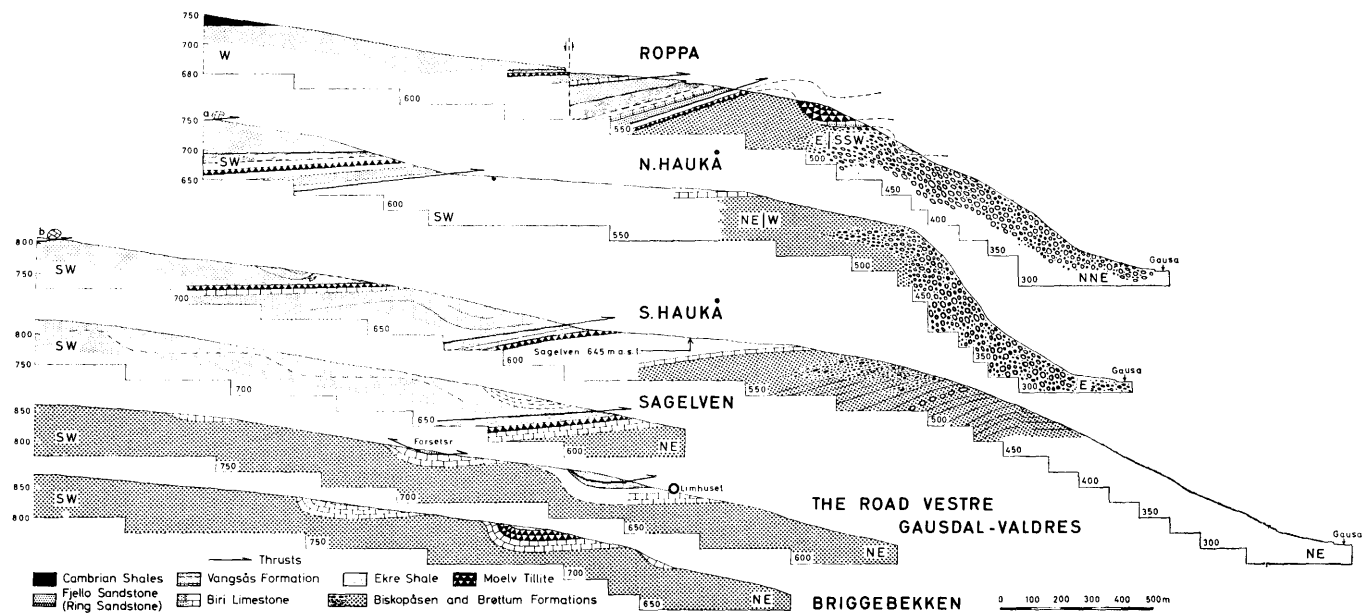 750
700
W
680
600
550
500
450
400
350
300
ROPPA
E | SSW
Gausa
NNE
a
750
700
SW
650
600
SW
550
500
450
350
300
N. HAUKÅ
NE | W
Gausa
E
b
800
750
SW
700
650
600
550
500
450
400
350
300
S. HAUKÅ
Sagelven 645 m a.s.l
Gausa
NE
800
SW
750
700
650
600
SAGELVEN
NE
850
SW
800
750
700
650
600
Forsetsr
Limhuset
THE ROAD VESTRE
GAUSDAL-VALDRES
NE
850
SW
800
750
700
650
BRIGGEBEKKEN
NE
Thrusts
Cambrian Shales
Vangsås Formation
Ekre Shale
Moelv Tillite
Fjello Sandstone
(Ring Sandstone)
Biri Limestone
Biskopåsen and Brøttum Formations
0 100 200 300 400 500m